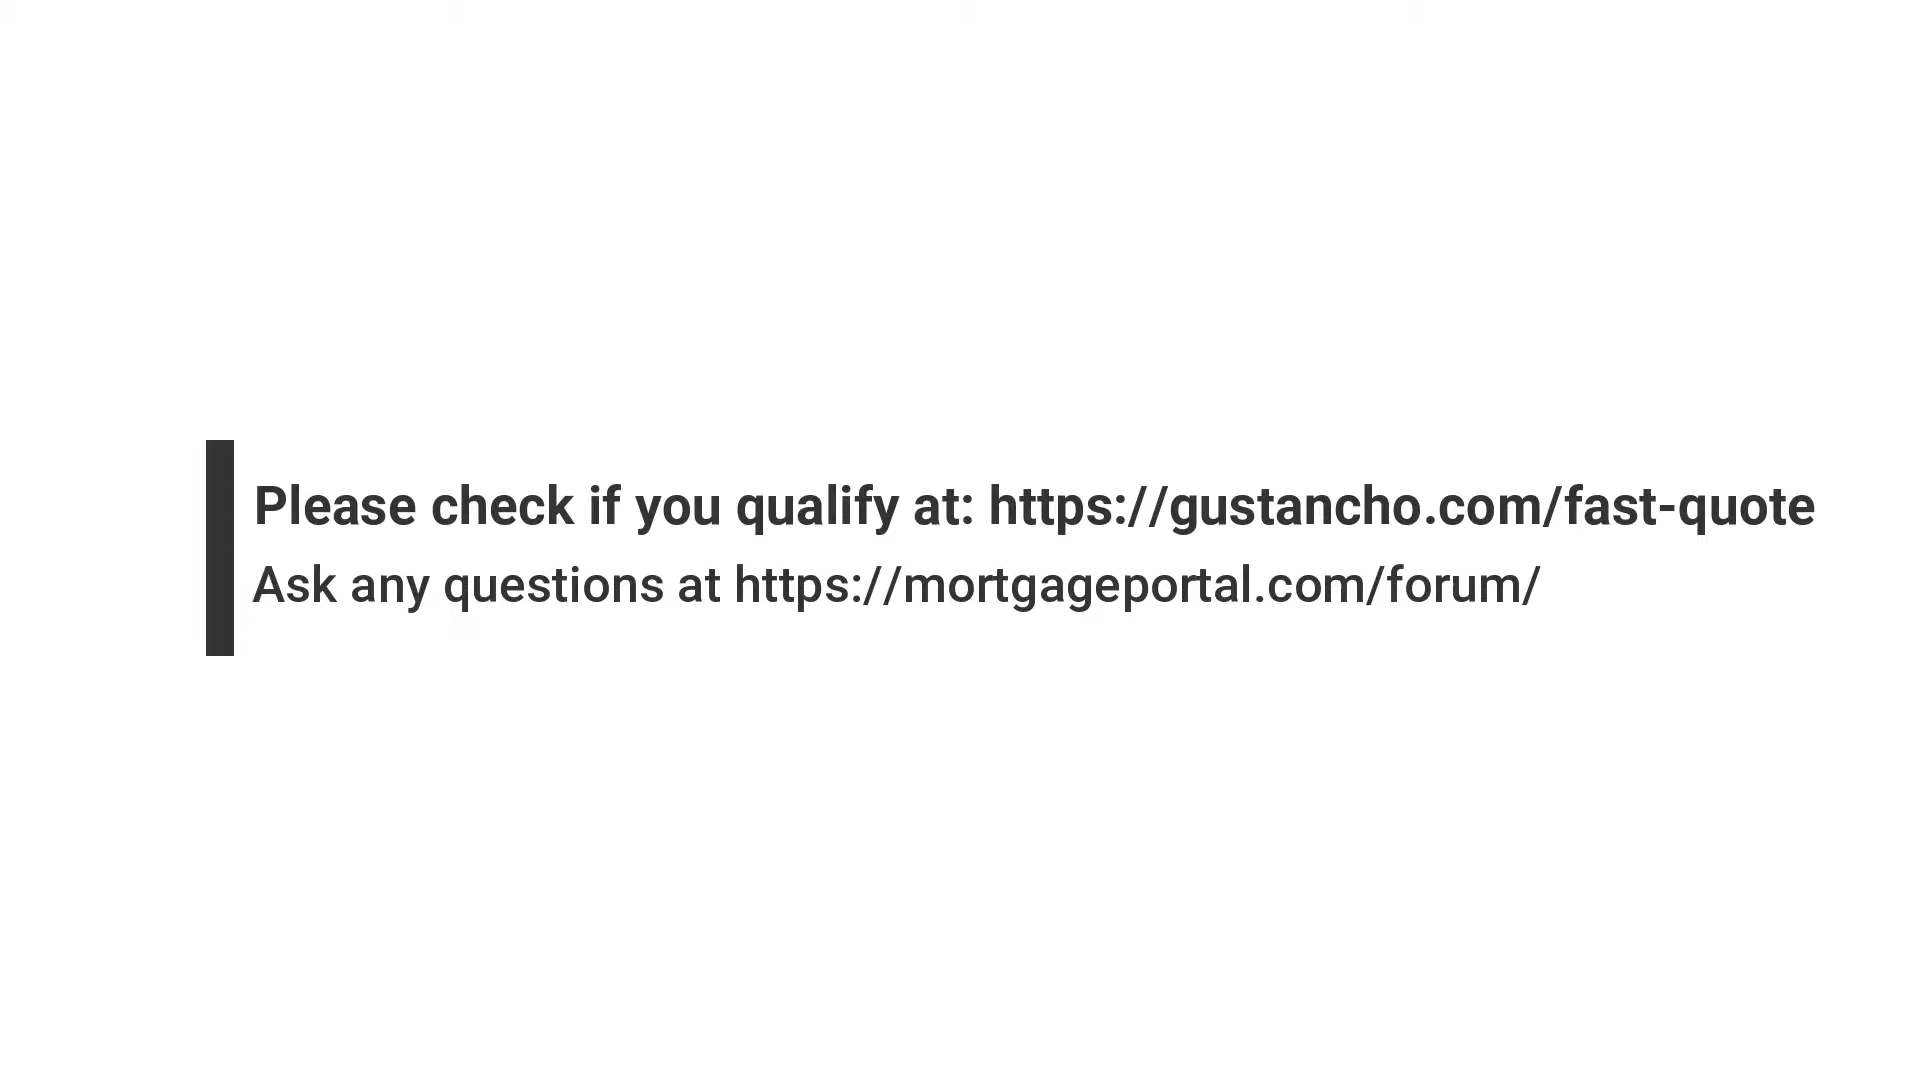 Please check if you qualify at: https://gustancho.com/fast-quote
Ask any questions at https://mortgageportal.com/forum/